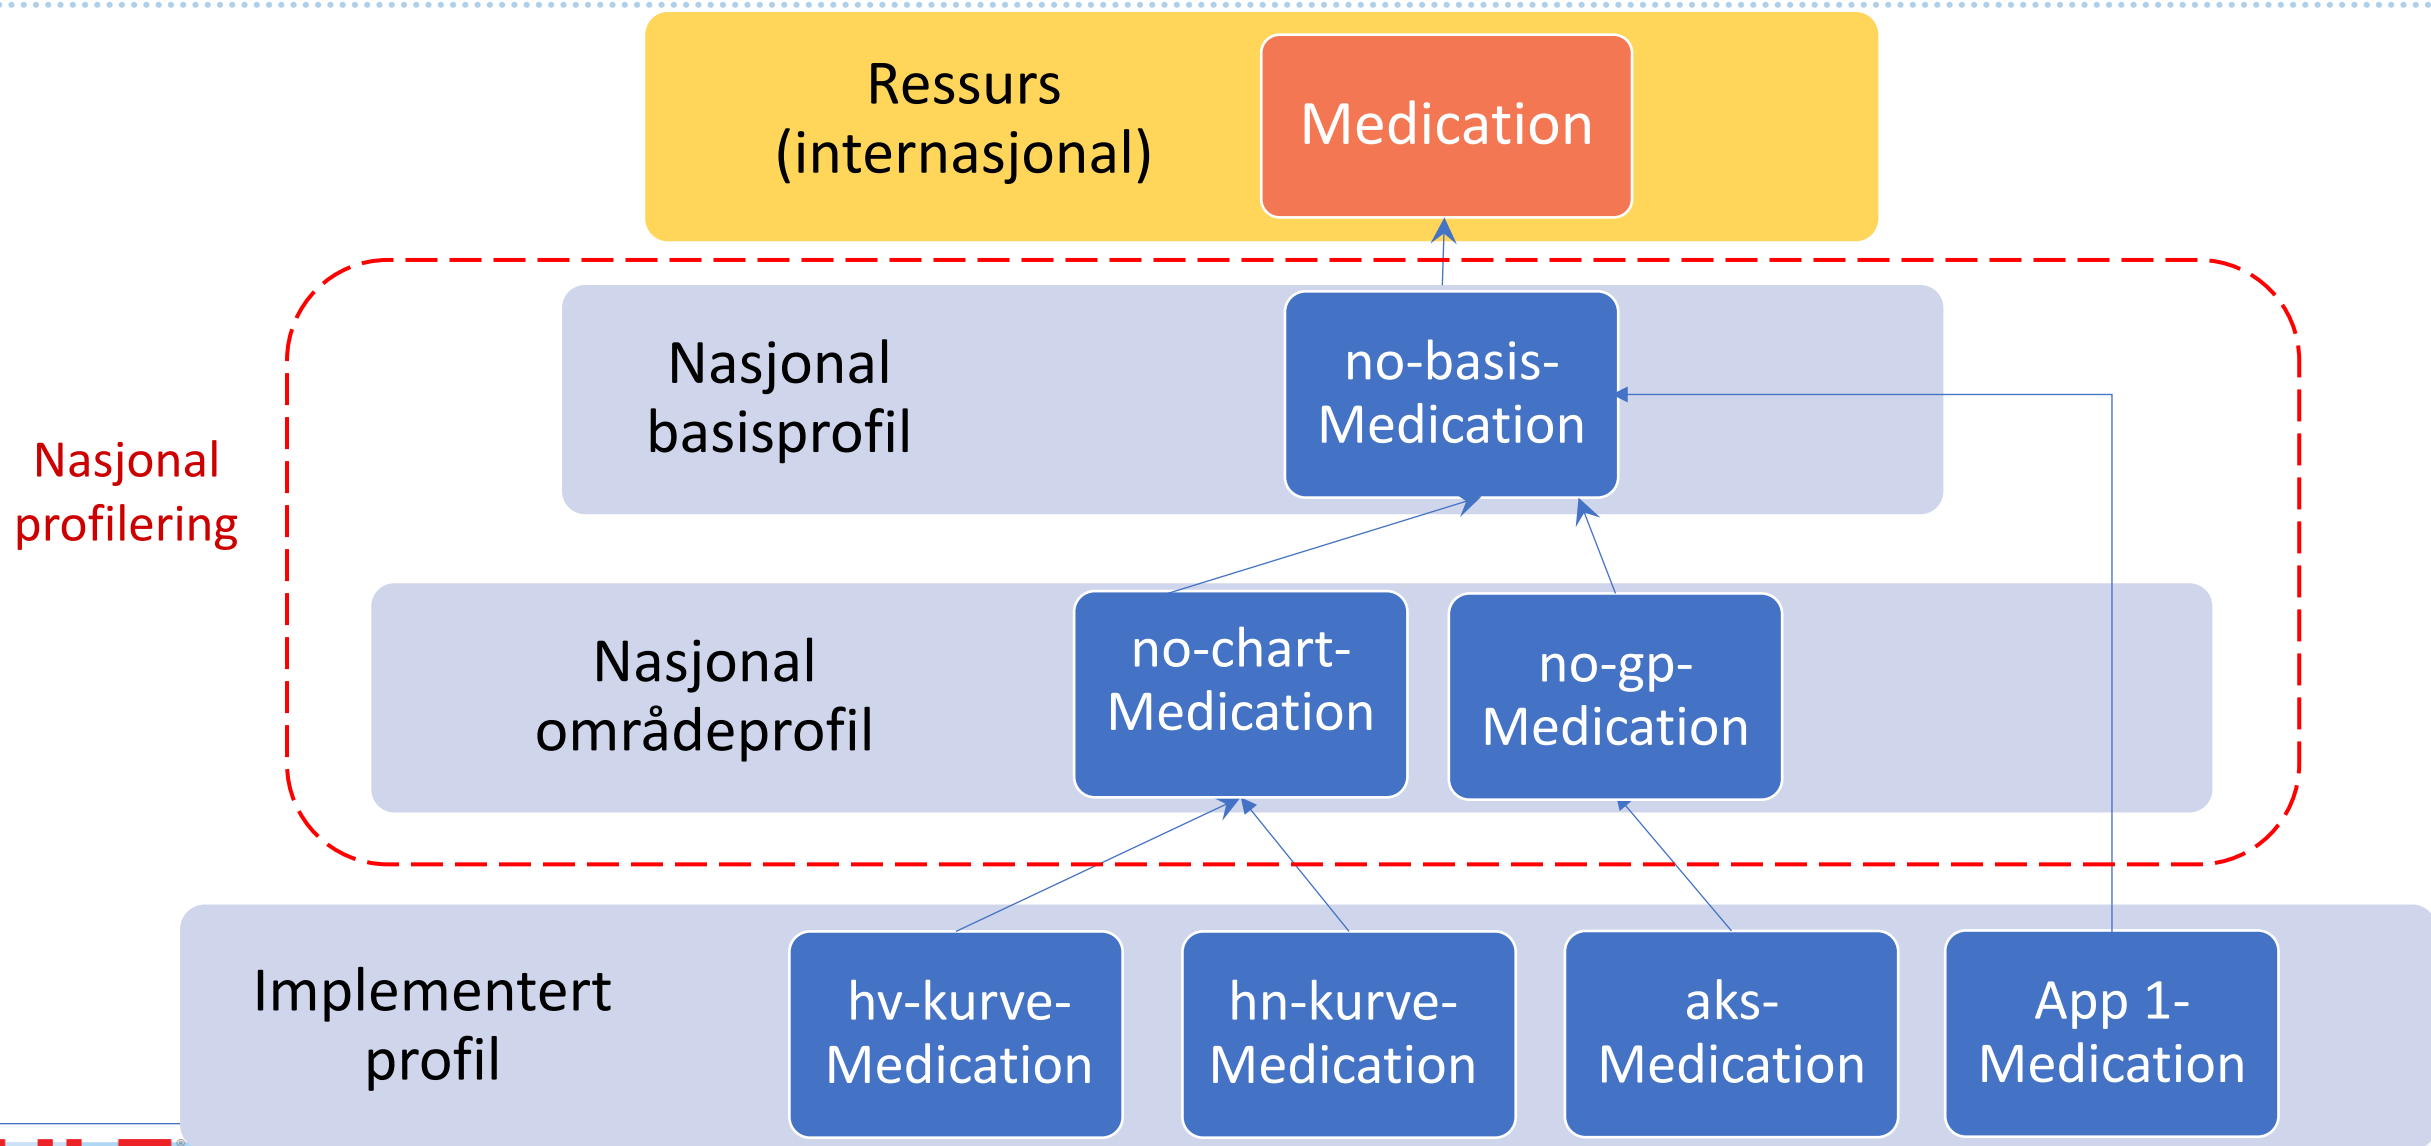 Ressurs
(internasjonal)
Medication
Nasjonal
basisprofil
no-basis-
Medication
Nasjonal
profilering
Nasjonal
områdeprofil
no-chart-
Medication
no-gp-
Medication
Implementert
profil
hv-kurve-
Medication
hn-kurve-
Medication
aks-
Medication
App 1-
Medication